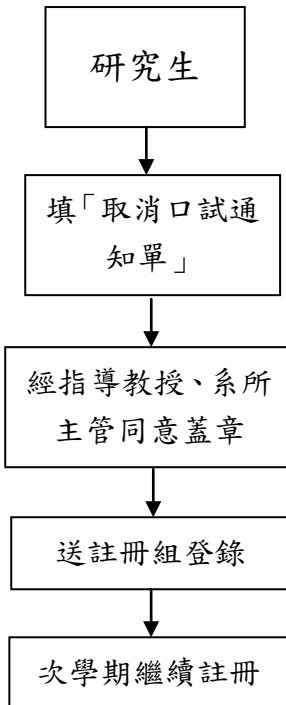 研究生
填「取消口試通
知單」
經指導教授、系所
主管同意蓋章
送註冊組登錄
次學期繼續註冊